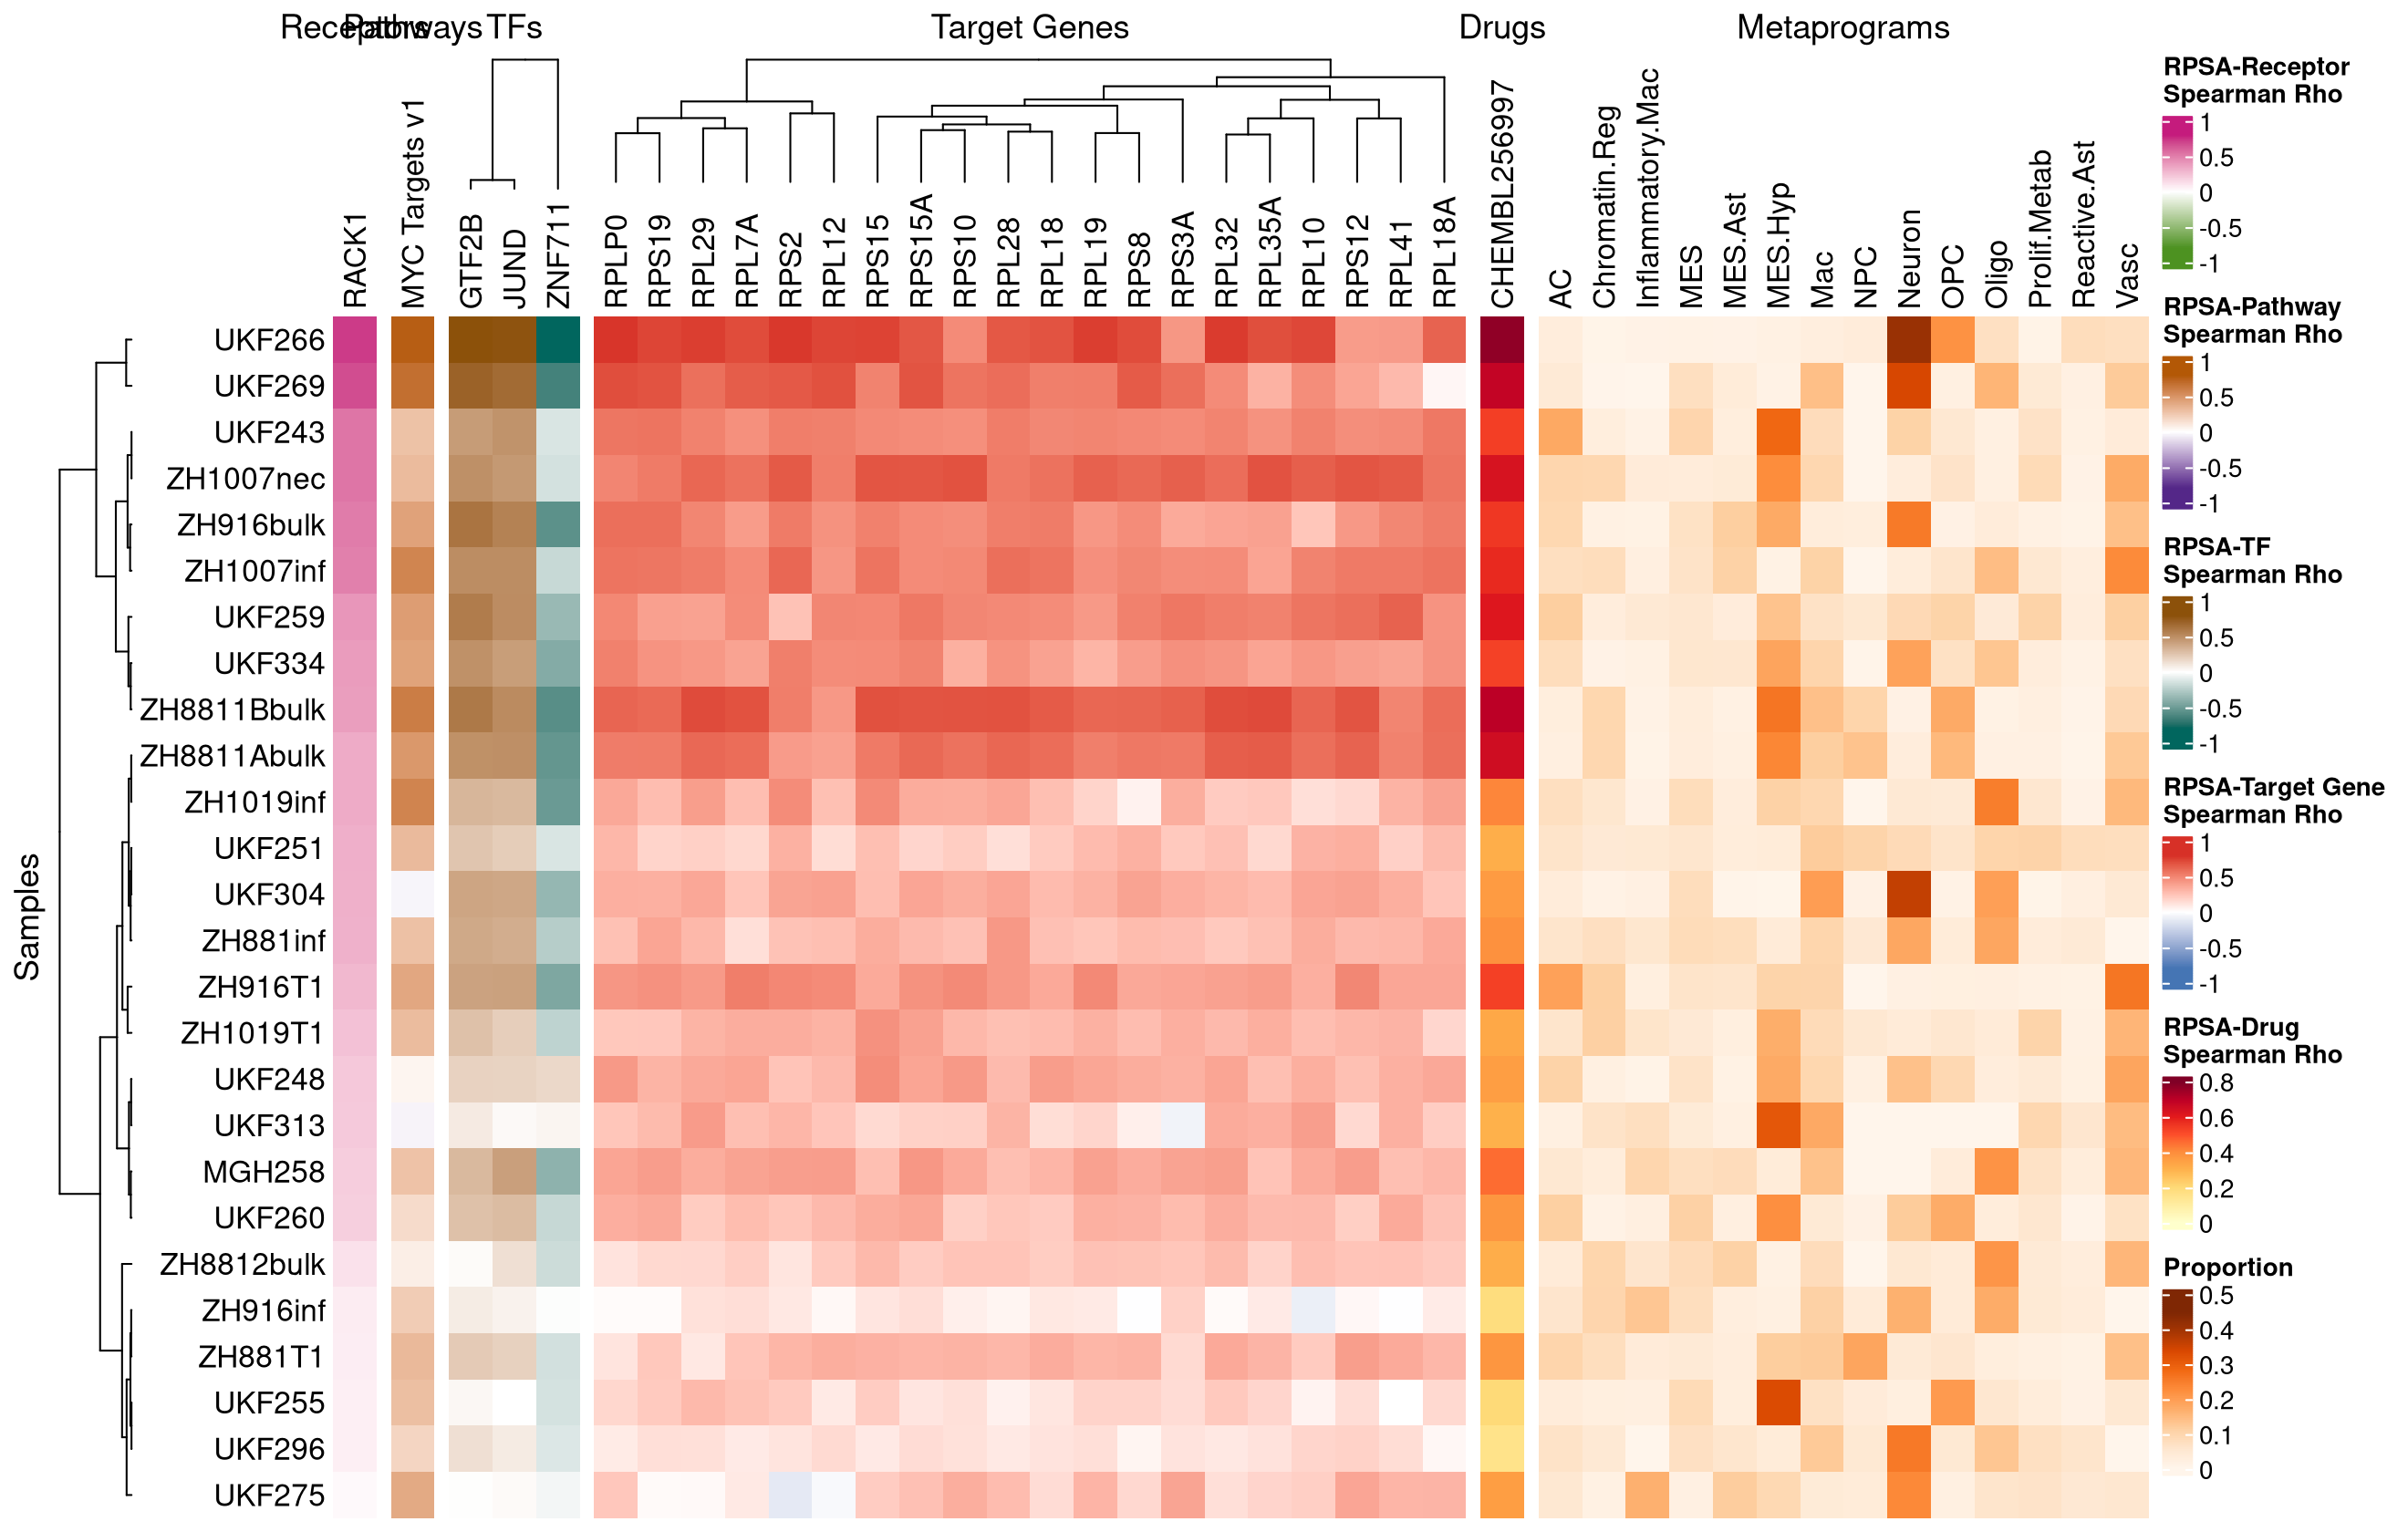 Receptors Pathways TFs Target Genes Drugs Metaprograms
RACK1
MYC Targets v1
GTF2B
JUND
ZNF711
RPLP0
RPS19
RPL29
RPL7A
RPS2
RPL12
RPS15
RPS15A
RPS10
RPL28
RPL18
RPL19
RPS8
RPS3A
RPL32
RPL35A
RPL10
RPS12
RPL41
RPL18A
CHEMBL256997
AC
Chromatin.Reg
Inflammatory.Mac
MES
MES.Ast
MES.Hyp
Mac
NPC
Neuron
OPC
Oligo
Prolif.Metab
Reactive.Ast
Vasc
Samples
UKF266
UKF269
UKF243
ZH1007nec
ZH916bulk
ZH1007inf
UKF259
UKF334
ZH8811Bbulk
ZH8811Abulk
ZH1019inf
UKF251
UKF304
ZH881inf
ZH916T1
ZH1019T1
UKF248
UKF313
MGH258
UKF260
ZH8812bulk
ZH916inf
ZH881T1
UKF255
UKF296
UKF275
RPSA-Receptor
Spearman Rho
1
0.5
0
-0.5
-1
RPSA-Pathway
Spearman Rho
1
0.5
0
-0.5
-1
RPSA-TF
Spearman Rho
1
0.5
0
-0.5
-1
RPSA-Target Gene
Spearman Rho
1
0.5
0
-0.5
-1
RPSA-Drug
Spearman Rho
0.8
0.6
0.4
0.2
0
Proportion
0.5
0.4
0.3
0.2
0.1
0